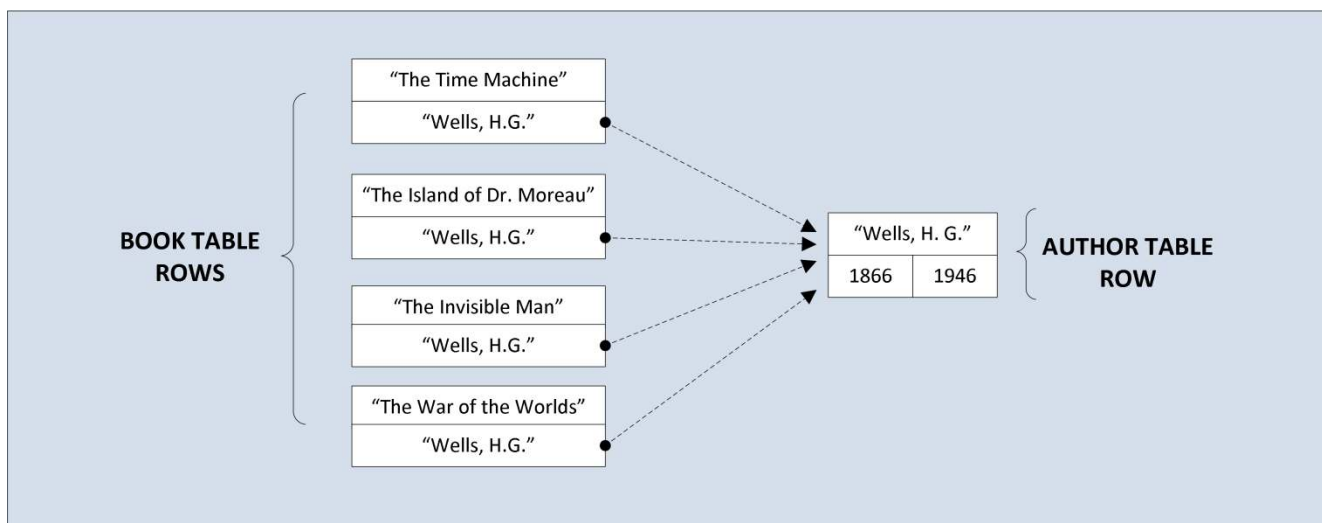 BOOK TABLE
ROWS
“The Time Machine”
“Wells, H.G.”
“The Island of Dr. Moreau”
“Wells, H.G.”
“The Invisible Man”
“Wells, H.G.”
“The War of the Worlds”
“Wells, H.G.”
“Wells, H. G.”
1866 1946
AUTHOR TABLE
ROW